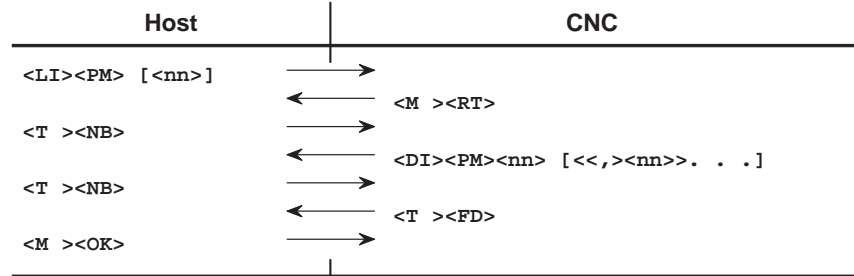 Host CNC
<LI><PM> [<nn>]
<M ><RT>
<T ><NB>
<DI><PM><nn> [<<,><nn>>. . .]
<T ><NB>
<T ><FD>
<M ><OK>